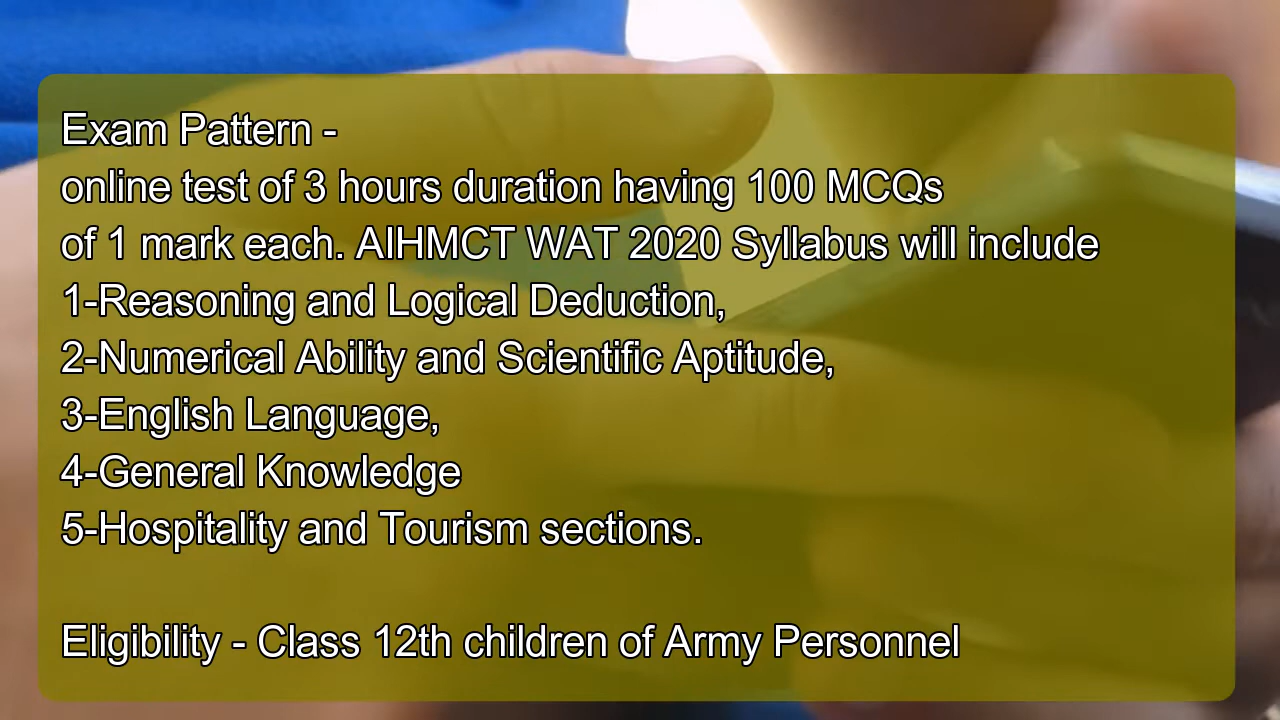 Exam Pattern -
online test of 3 hours duration having 100 MCQs
of 1 mark each. AIHMCT WAT 2020 Syllabus will include
1-Reasoning and Logical Deduction,
2-Numerical Ability and Scientific Aptitude,
3-English Language,
4-General Knowledge
5-Hospitality and Tourism sections.
Eligibility - Class 12th children of Army Personnel